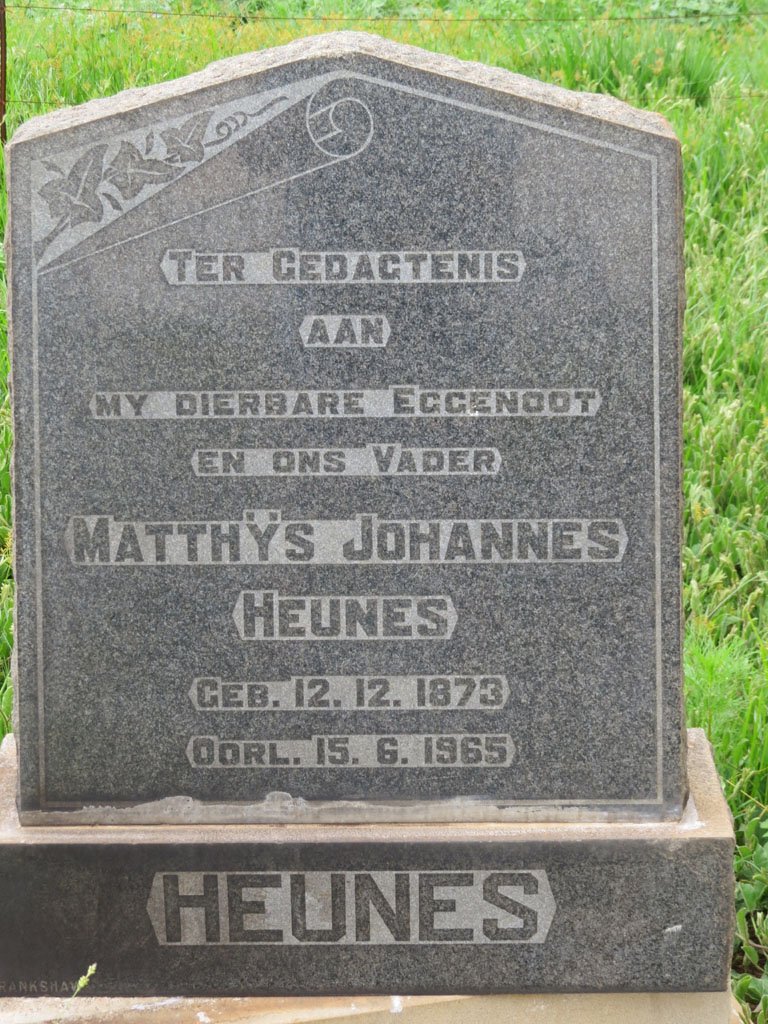 TER GEDAGTENIS
AAN
MY DIERBARE EGGENOOT
EN ONS VADER
MATTHŸS JOHANNES
HEUNES
GEB. 12. 12. 1873
OORL. 15. 6. 1965
HEUNES